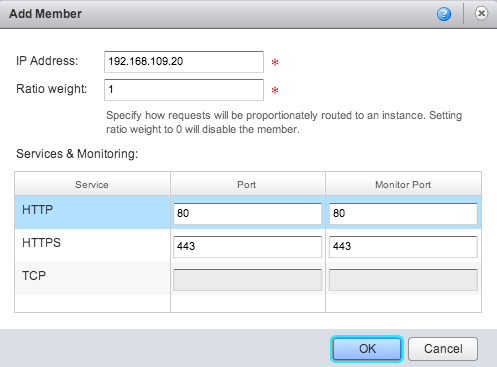 Add Member
IP Address: 192.168.109.20 *
Ratio weight: 1 *
Specify how requests will be proportionately routed to an instance. Setting
ratio weight to 0 will disable the member.
Services & Monitoring:
Service Port Monitor Port
HTTP 80 80
HTTPS 443 443
TCP
OK Cancel